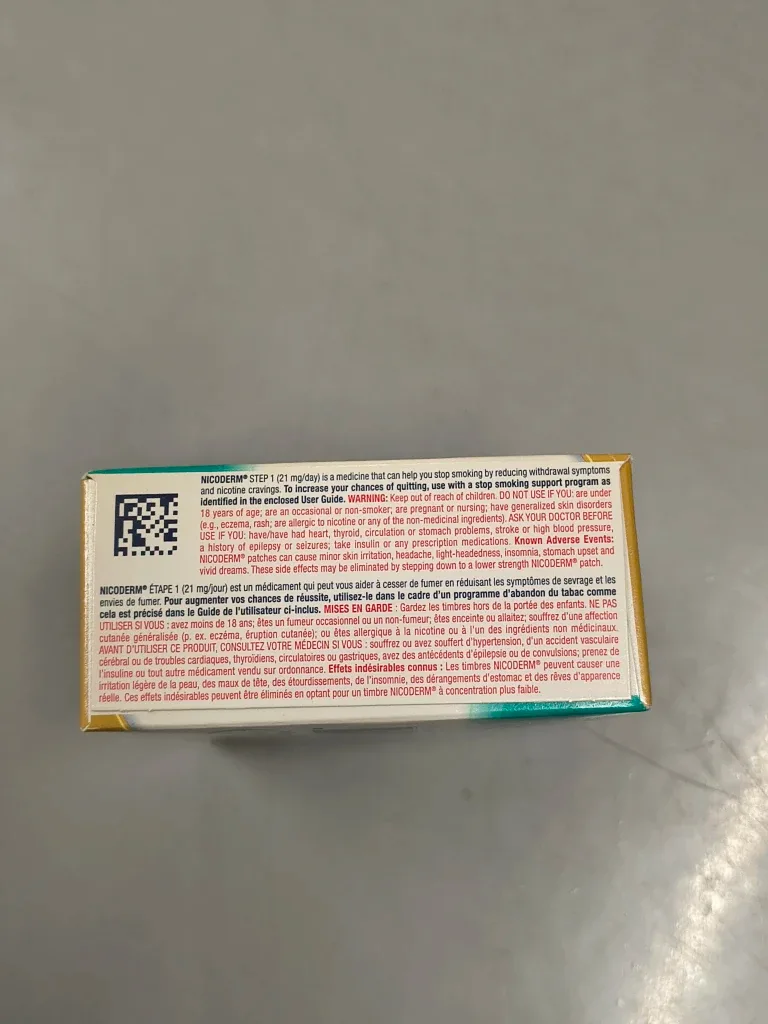 NICODERM® STEP 1 (21 mg/day) is a medicine that can help you stop smoking by reducing withdrawal symptoms
and nicotine cravings. To increase your chances of quitting, use with a stop smoking support program as
identified in the enclosed User Guide. WARNING: Keep out of reach of children. DO NOT USE IF YOU: are under
18 years of age; are an occasional or non-smoker; are pregnant or nursing; have generalized skin disorders
(e.g., eczema, rash; are allergic to nicotine or any of the non-medicinal ingredients). ASK YOUR DOCTOR BEFORE
USE IF YOU: have/have had heart, thyroid, circulation or stomach problems, stroke or high blood pressure,
a history of epilepsy or seizures; take insulin or any prescription medications. Known Adverse Events:
NICODERM® patches can cause minor skin irritation, headache, light-headedness, insomnia, stomach upset and
vivid dreams. These side effects may be eliminated by stepping down to a lower strength NICODERM® patch.
NICODERM® ÉTAPE 1 (21 mg/jour) est un médicament qui peut vous aider à cesser de fumer en réduisant les symptômes de sevrage et les
envies de fumer. Pour augmenter vos chances de réussite, utilisez-le dans le cadre d'un programme d'abandon du tabac comme
cela est précisé dans le Guide de l'utilisateur ci-inclus. MISES EN GARDE : Gardez les timbres hors de la portée des enfants. NE PAS
UTILISER SI VOUS : avez moins de 18 ans; êtes un fumeur occasionnel ou un non-fumeur; êtes enceinte ou allaitez; souffrez d'une affection
cutanée généralisée (p. ex. eczéma, éruption cutanée); ou êtes allergique à la nicotine ou à l'un des ingrédients non médicinaux.
AVANT D'UTILISER CE PRODUIT, CONSULTEZ VOTRE MÉDECIN SI VOUS : souffrez ou avez souffert d'hypertension, d'un accident vasculaire
cérébral ou de troubles cardiaques, thyroïdiens, circulatoires ou gastriques, avez des antécédents d'épilepsie ou de convulsions; prenez de
l'insuline ou tout autre médicament vendu sur ordonnance. Effets indésirables connus : Les timbres NICODERM® peuvent causer une
irritation légère de la peau, des maux de tête, des étourdissements, de l'insomnie, des dérangements d'estomac et des rêves d'apparence
réelle. Ces effets indésirables peuvent être éliminés en optant pour un timbre NICODERM® à concentration plus faible.